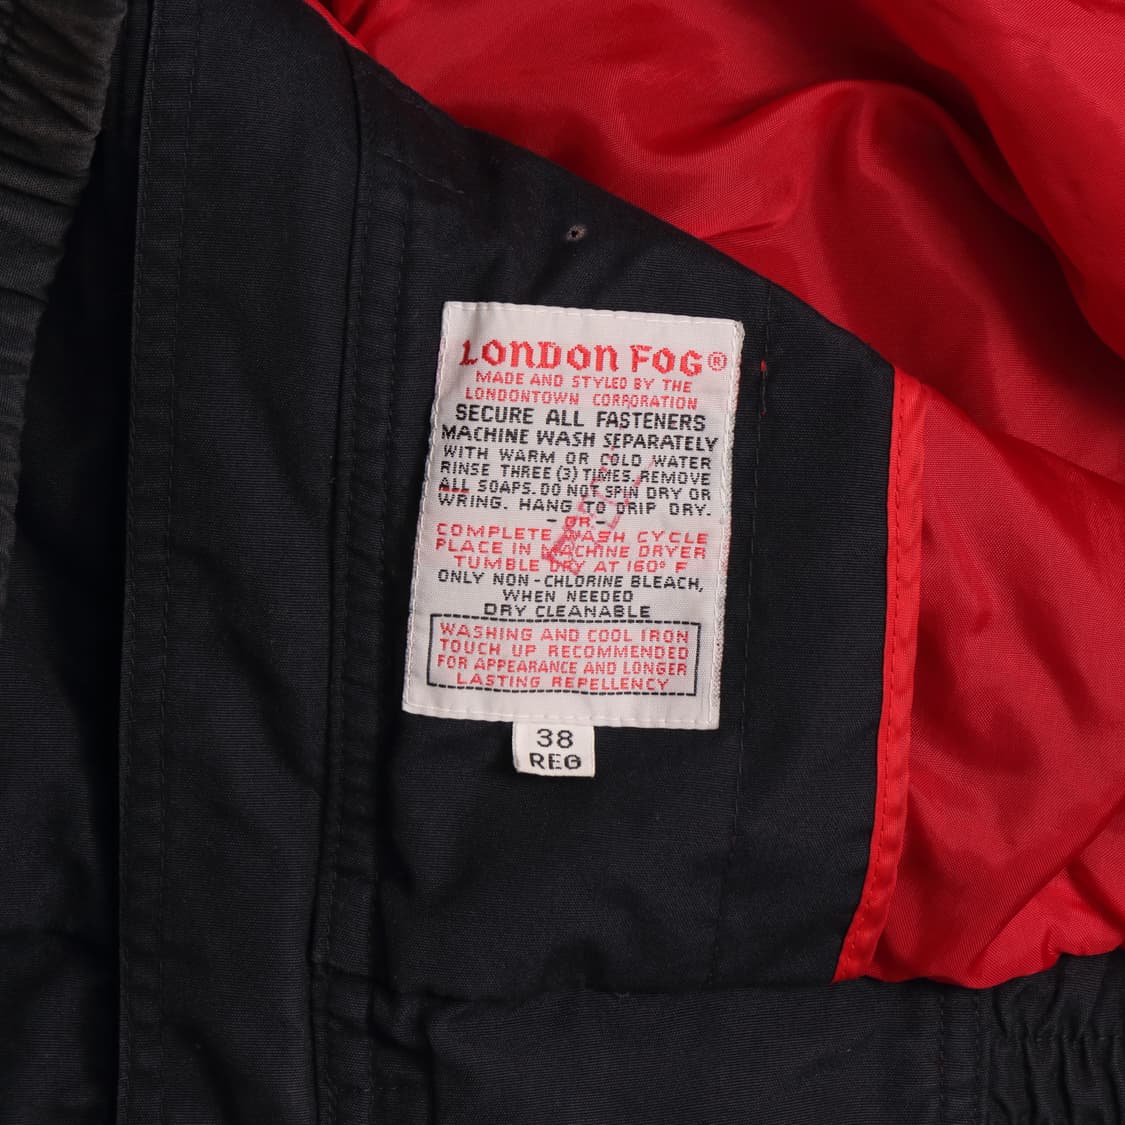 LONDON FOG®
MADE AND STYLED BY THE
LONDONTOWN CORPORATION
SECURE ALL FASTENERS
MACHINE WASH SEPARATELY
WITH WARM OR COLD WATER
RINSE THREE (3) TIMES. REMOVE
ALL SOAPS. DO NOT SPIN DRY OR
WRING. HANG TO DRIP DRY.
- OR -
COMPLETE WASH CYCLE
PLACE IN MACHINE DRYER
TUMBLE DRY AT 160° F
ONLY NON-CHLORINE BLEACH,
WHEN NEEDED
DRY CLEANABLE
WASHING AND COOL IRON
TOUCH UP RECOMMENDED
FOR APPEARANCE AND LONGER
LASTING REPELLENCY
38
REG